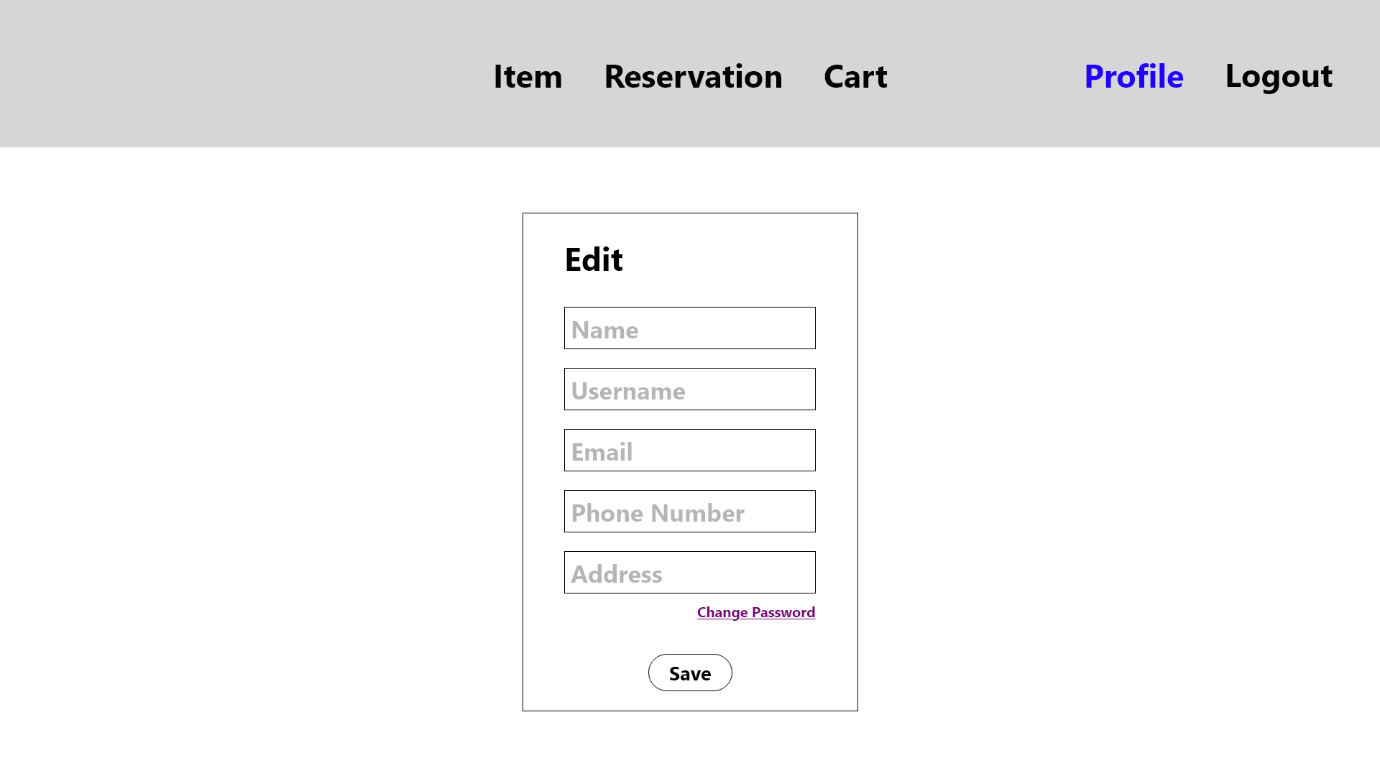 Item Reservation Cart Profile Logout
Edit
Name
Username
Email
Phone Number
Address
Change Password
Save